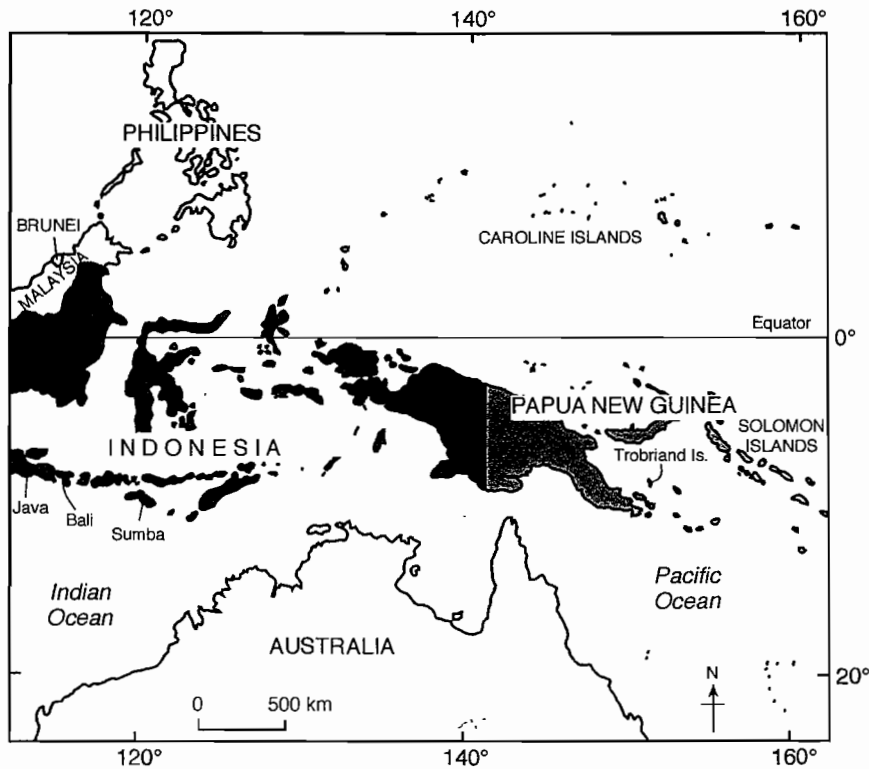 120°
140°
160°
PHILIPPINES
BRUNEI
MALAYSIA
CAROLINE ISLANDS
Equator
0°
PAPUA NEW GUINEA
SOLOMON
ISLANDS
INDONESIA
Trobriand Is.
Java
Bali
Sumba
Indian
Ocean
Pacific
Ocean
AUSTRALIA
N
20°
0 500 km
120°
140°
160°